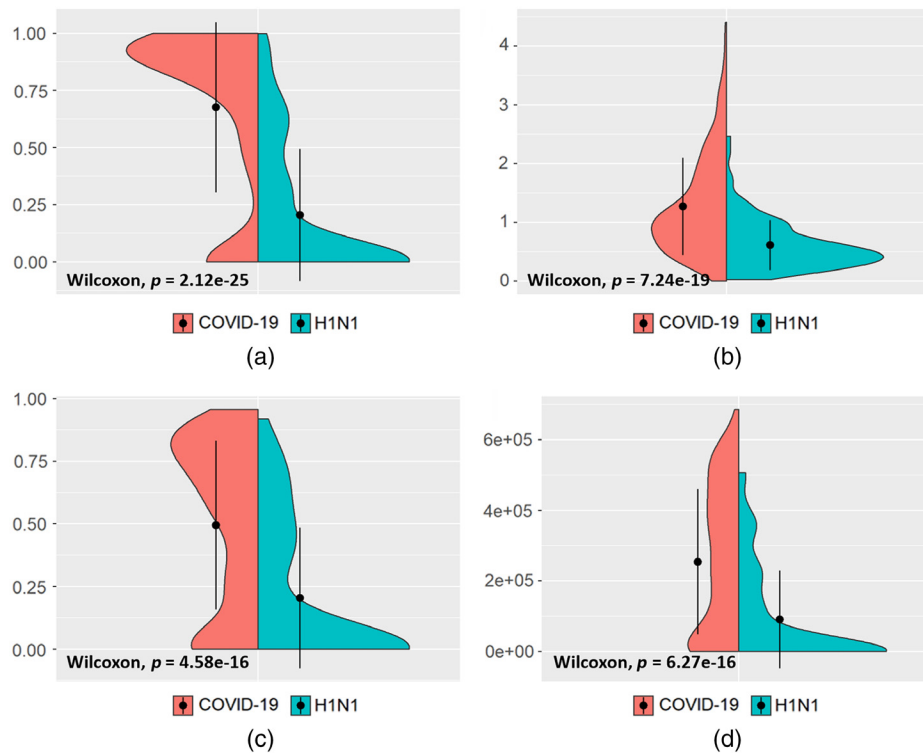 1.00
0.75
0.50
0.25
0.00
Wilcoxon, p = 2.12e-25
COVID-19 H1N1
(a)
4
3
2
1
0
Wilcoxon, p = 7.24e-19
COVID-19 H1N1
(b)
1.00
0.75
0.50
0.25
0.00
Wilcoxon, p = 4.58e-16
COVID-19 H1N1
(c)
6e+05
4e+05
2e+05
0e+00
Wilcoxon, p = 6.27e-16
COVID-19 H1N1
(d)